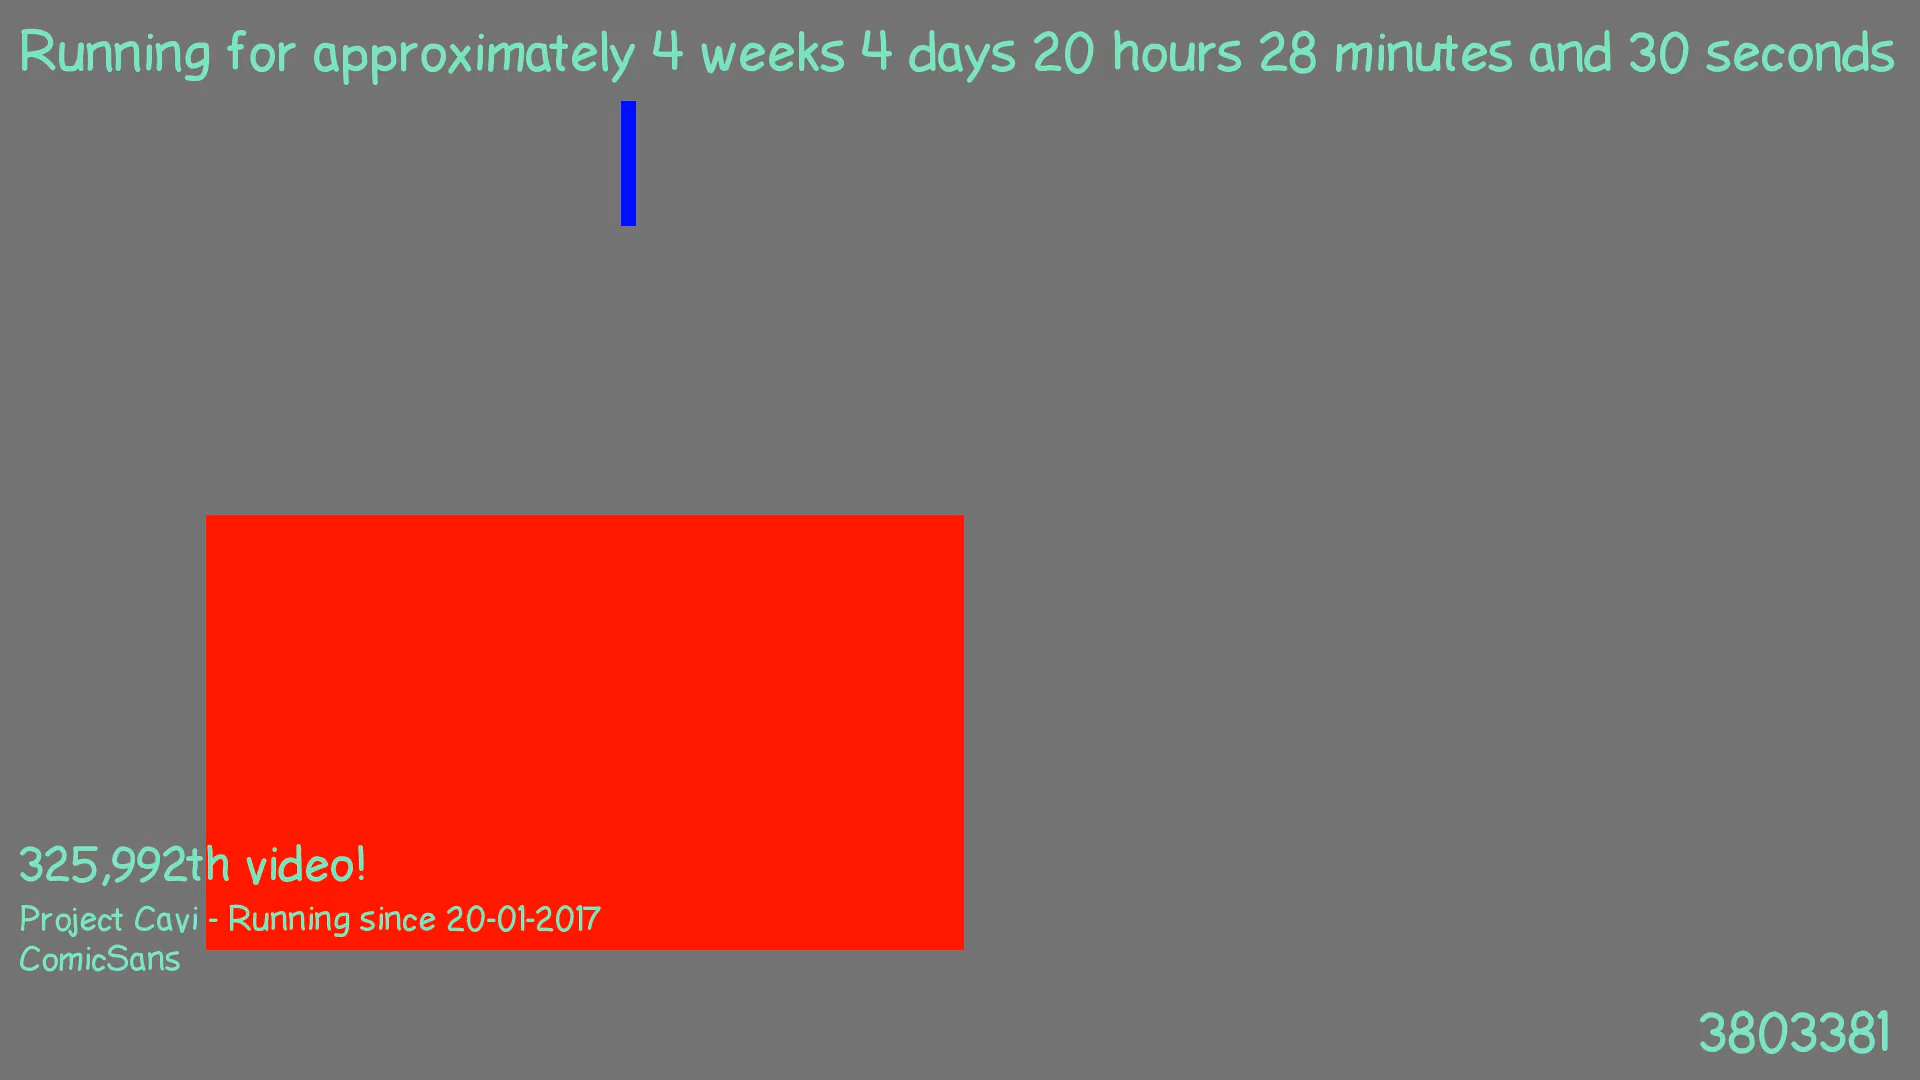 Running for approximately 4 weeks 4 days 20 hours 28 minutes and 30 seconds
325,992th video!
Project Cavi - Running since 20-01-2017
ComicSans
3803381